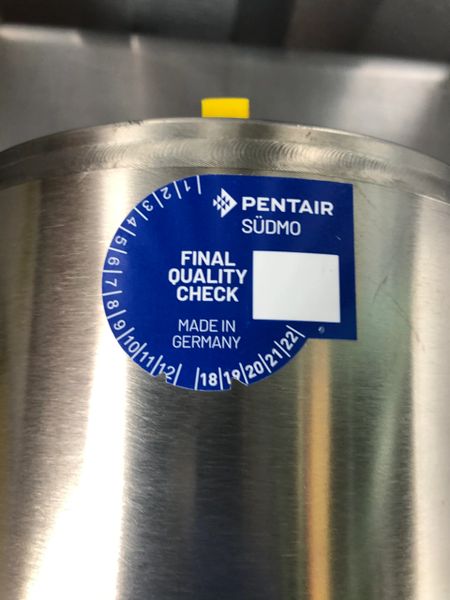 PENTAIR
SÜDMO
FINAL
QUALITY
CHECK
MADE IN
GERMANY
1|2|3|4|5|6|7|8|9|10|11|12|
|18|19|20|21|22|